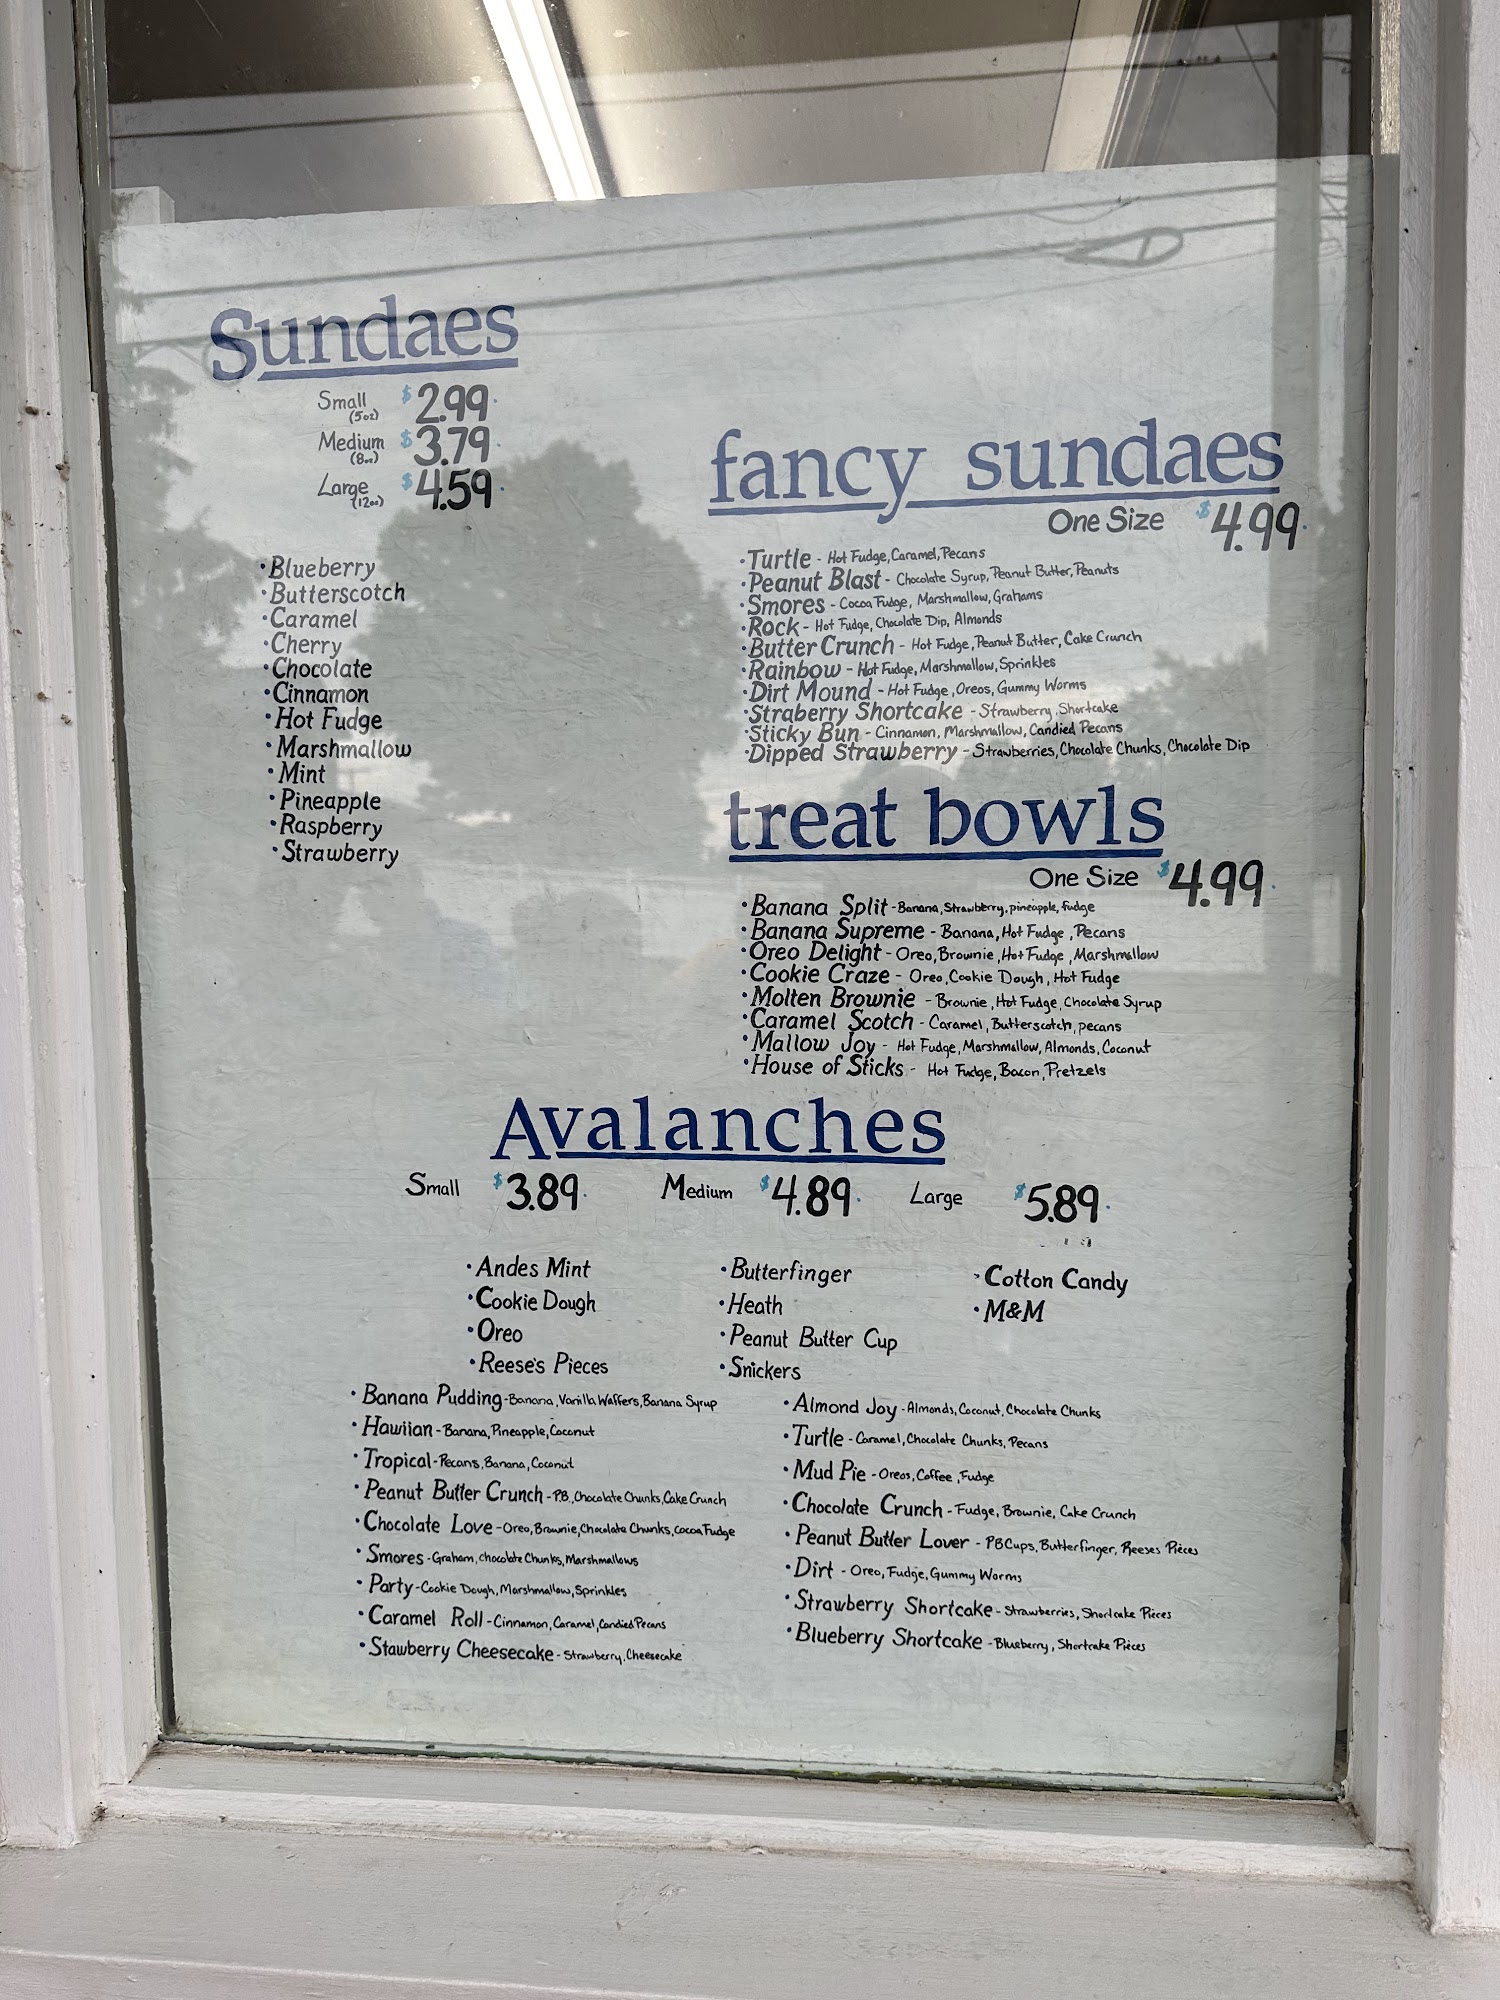 Sundaes
Small $2.99
(5oz)
Medium $3.79
(8oz)
Large $4.59
(12oz)
•Blueberry
•Butterscotch
•Caramel
•Cherry
•Chocolate
•Cinnamon
•Hot Fudge
•Marshmallow
•Mint
•Pineapple
•Raspberry
•Strawberry
fancy sundaes
One Size $4.99
•Turtle - Hot Fudge, Caramel, Pecans
•Peanut Blast - Chocolate Syrup, Peanut Butter, Peanuts
•Smores - Cocoa Fudge, Marshmallow, Grahams
•Rock - Hot Fudge, Chocolate Dip, Almonds
•Butter Crunch - Hot Fudge, Peanut Butter, Cake Crunch
•Rainbow - Hot Fudge, Marshmallow, Sprinkles
•Dirt Mound - Hot Fudge, Oreos, Gummy Worms
•Straberry Shortcake - Strawberry, Shortcake
•Sticky Bun - Cinnamon, Marshmallow, Candied Pecans
•Dipped Strawberry - Strawberries, Chocolate Chunks, Chocolate Dip
treat bowls
One Size $4.99
•Banana Split - Banana, Strawberry, pineapple, fudge
•Banana Supreme - Banana, Hot Fudge, Pecans
•Oreo Delight - Oreo, Brownie, Hot Fudge, Marshmallow
•Cookie Craze - Oreo, Cookie Dough, Hot Fudge
•Molten Brownie - Brownie, Hot Fudge, Chocolate Syrup
•Caramel Scotch - Caramel, Butterscotch, pecans
•Mallow Joy - Hot Fudge, Marshmallow, Almonds, Coconut
•House of Sticks - Hot Fudge, Bacon, Pretzels
Avalanches
Small $3.89 Medium $4.89 Large $5.89
•Andes Mint
•Cookie Dough
•Oreo
•Reese's Pieces
•Butterfinger
•Heath
•Peanut Butter Cup
•Snickers
•Cotton Candy
•M&M
•Banana Pudding - Banana, Vanilla Waffers, Banana Syrup
•Hawiian - Banana, Pineapple, Coconut
•Tropical - Pecans, Banana, Coconut
•Peanut Butter Crunch - P.B., Chocolate Chunks, Cake Crunch
•Chocolate Love - Oreo, Brownie, Chocolate Chunks, Cocoa Fudge
•Smores - Graham, Chocolate Chunks, Marshmallows
•Party - Cookie Dough, Marshmallow, Sprinkles
•Caramel Roll - Cinnamon, Caramel, Candied Pecans
•Stawberry Cheesecake - Strawberry, Cheesecake
•Almond Joy - Almonds, Coconut, Chocolate Chunks
•Turtle - Caramel, Chocolate Chunks, Pecans
•Mud Pie - Oreos, Coffee, Fudge
•Chocolate Crunch - Fudge, Brownie, Cake Crunch
•Peanut Butter Lover - PBCups, Butterfinger, Reeses Pieces
•Dirt - Oreo, Fudge, Gummy Worms
•Strawberry Shortcake - Strawberries, Shortcake Pieces
•Blueberry Shortcake - Blueberry, Shortcake Pieces